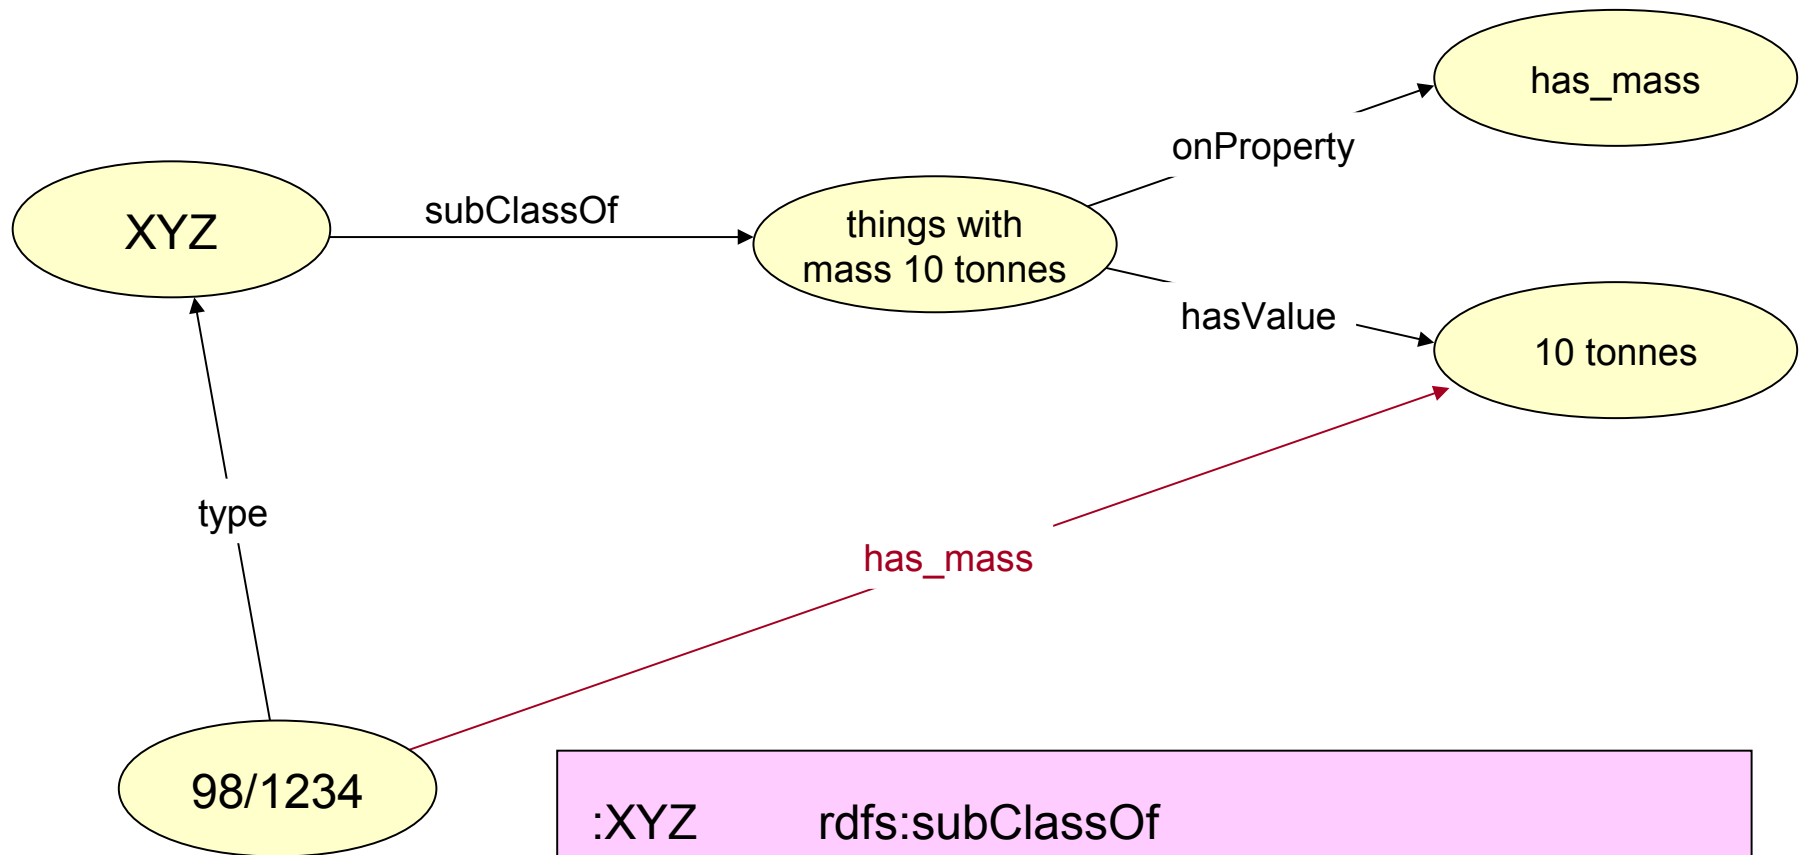 has_mass
onProperty
XYZ
subClassOf
things with
mass 10 tonnes
hasValue
10 tonnes
type
has_mass
98/1234
:XYZ rdfs:subClassOf